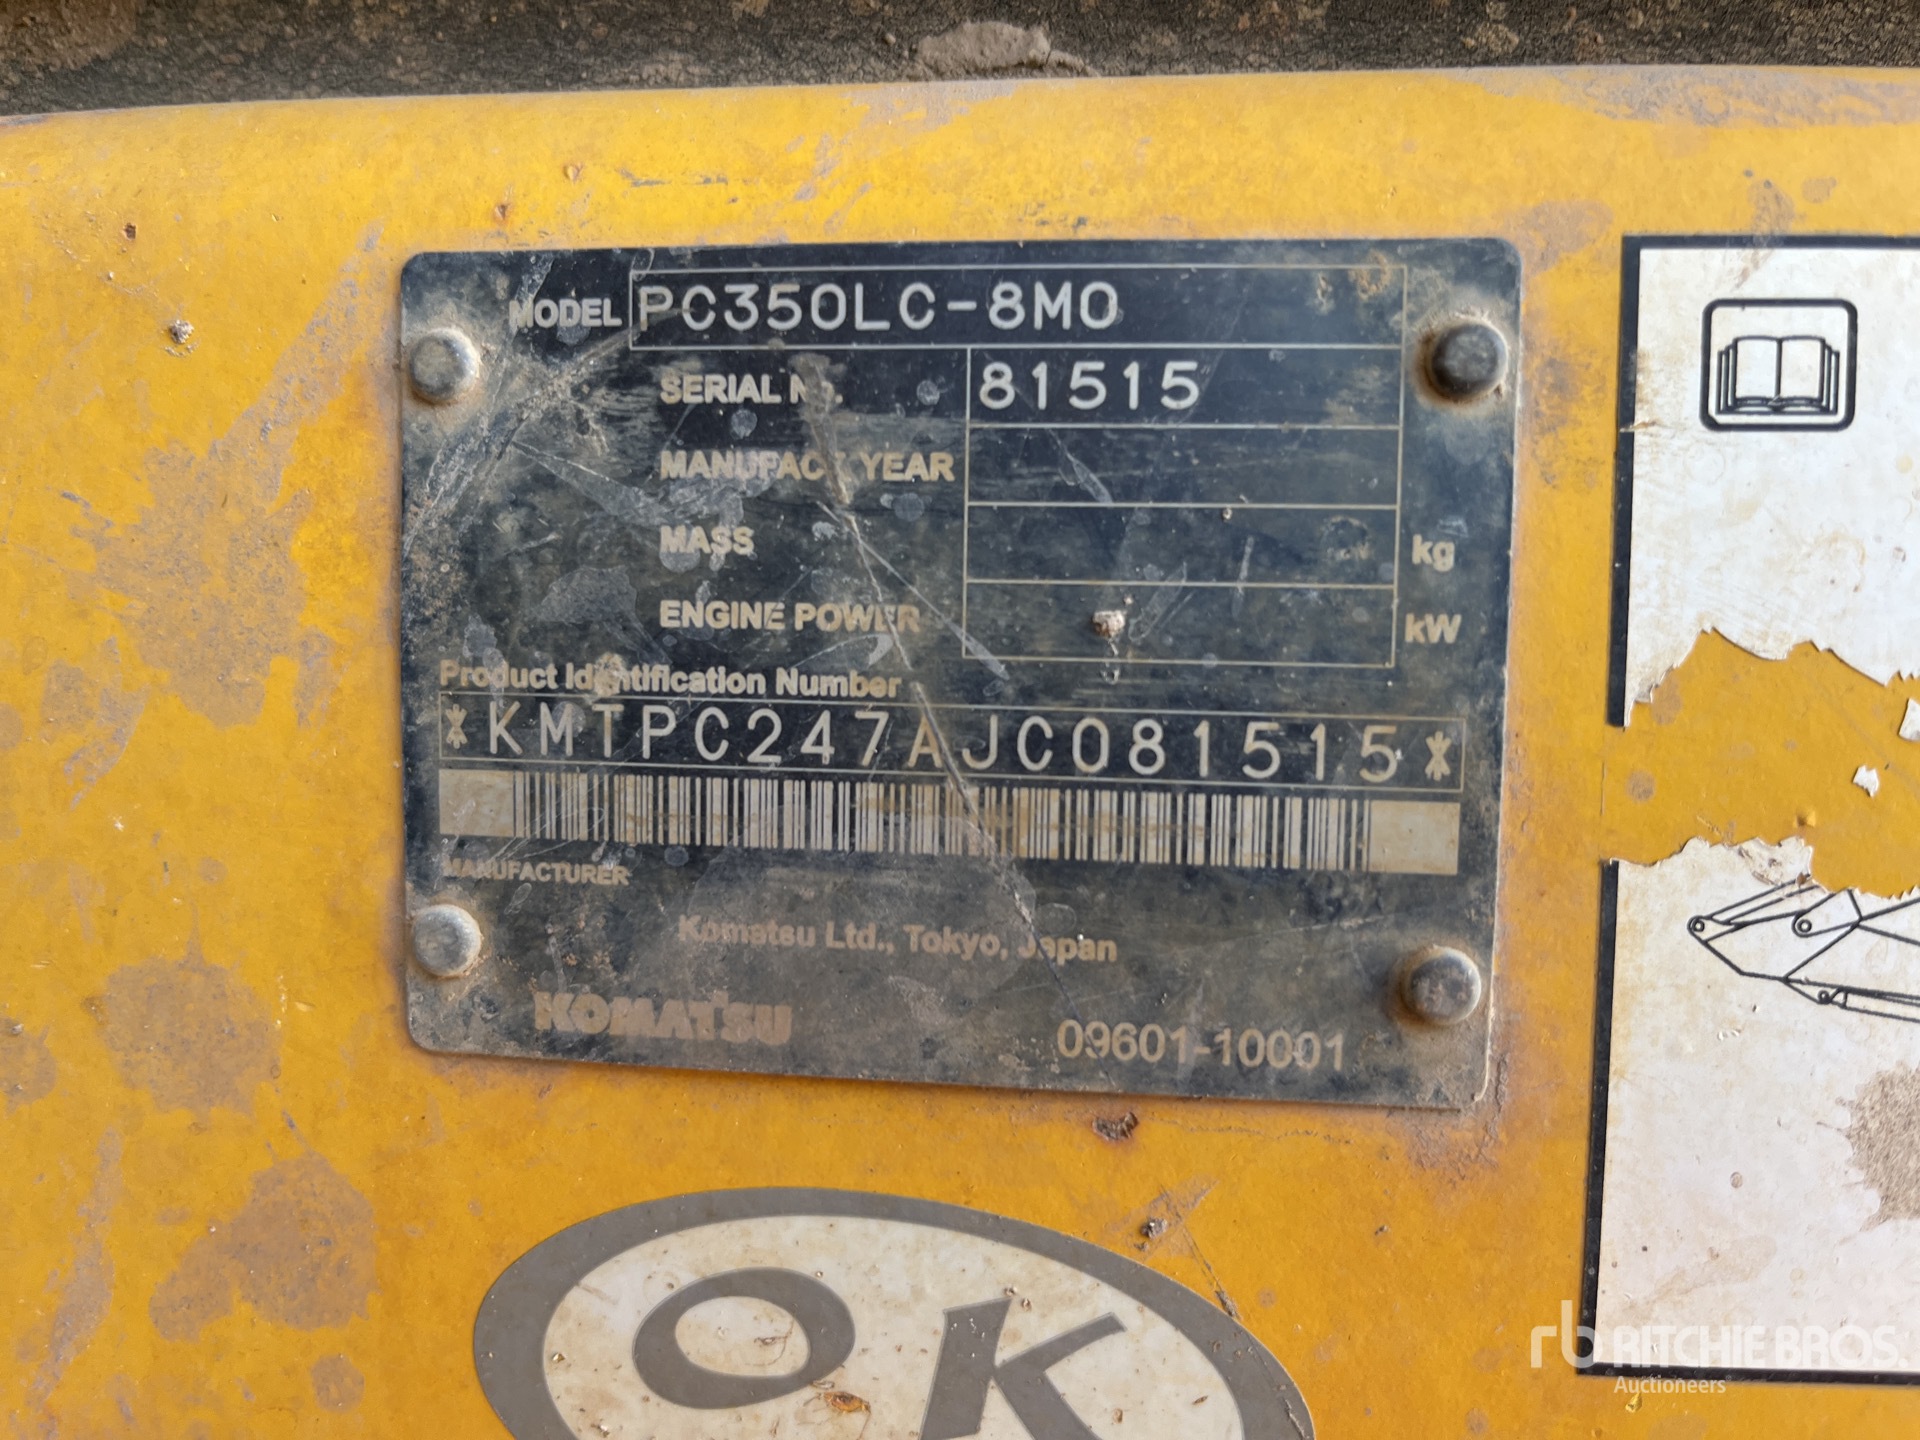 MODEL PC350LC-8M0
SERIAL No. 81515
MANUFACT. YEAR
MASS kg
ENGINE POWER kW
Product Identification Number
*KMTPC247AJC081515*
MANUFACTURER
Komatsu Ltd., Tokyo, Japan
KOMATSU 09601-10001
OK
rb RITCHIE BROS.
Auctioneers